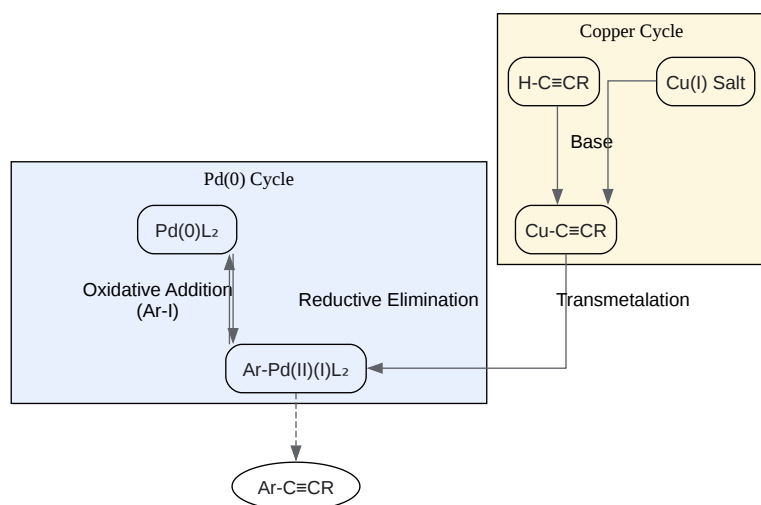 Copper Cycle
H-C≡CR
Cu(I) Salt
Base
Cu-C≡CR
Pd(0) Cycle
Pd(0)L₂
Oxidative Addition
(Ar-I)
Reductive Elimination
Transmetalation
Ar-Pd(II)(I)L₂
Ar-C≡CR